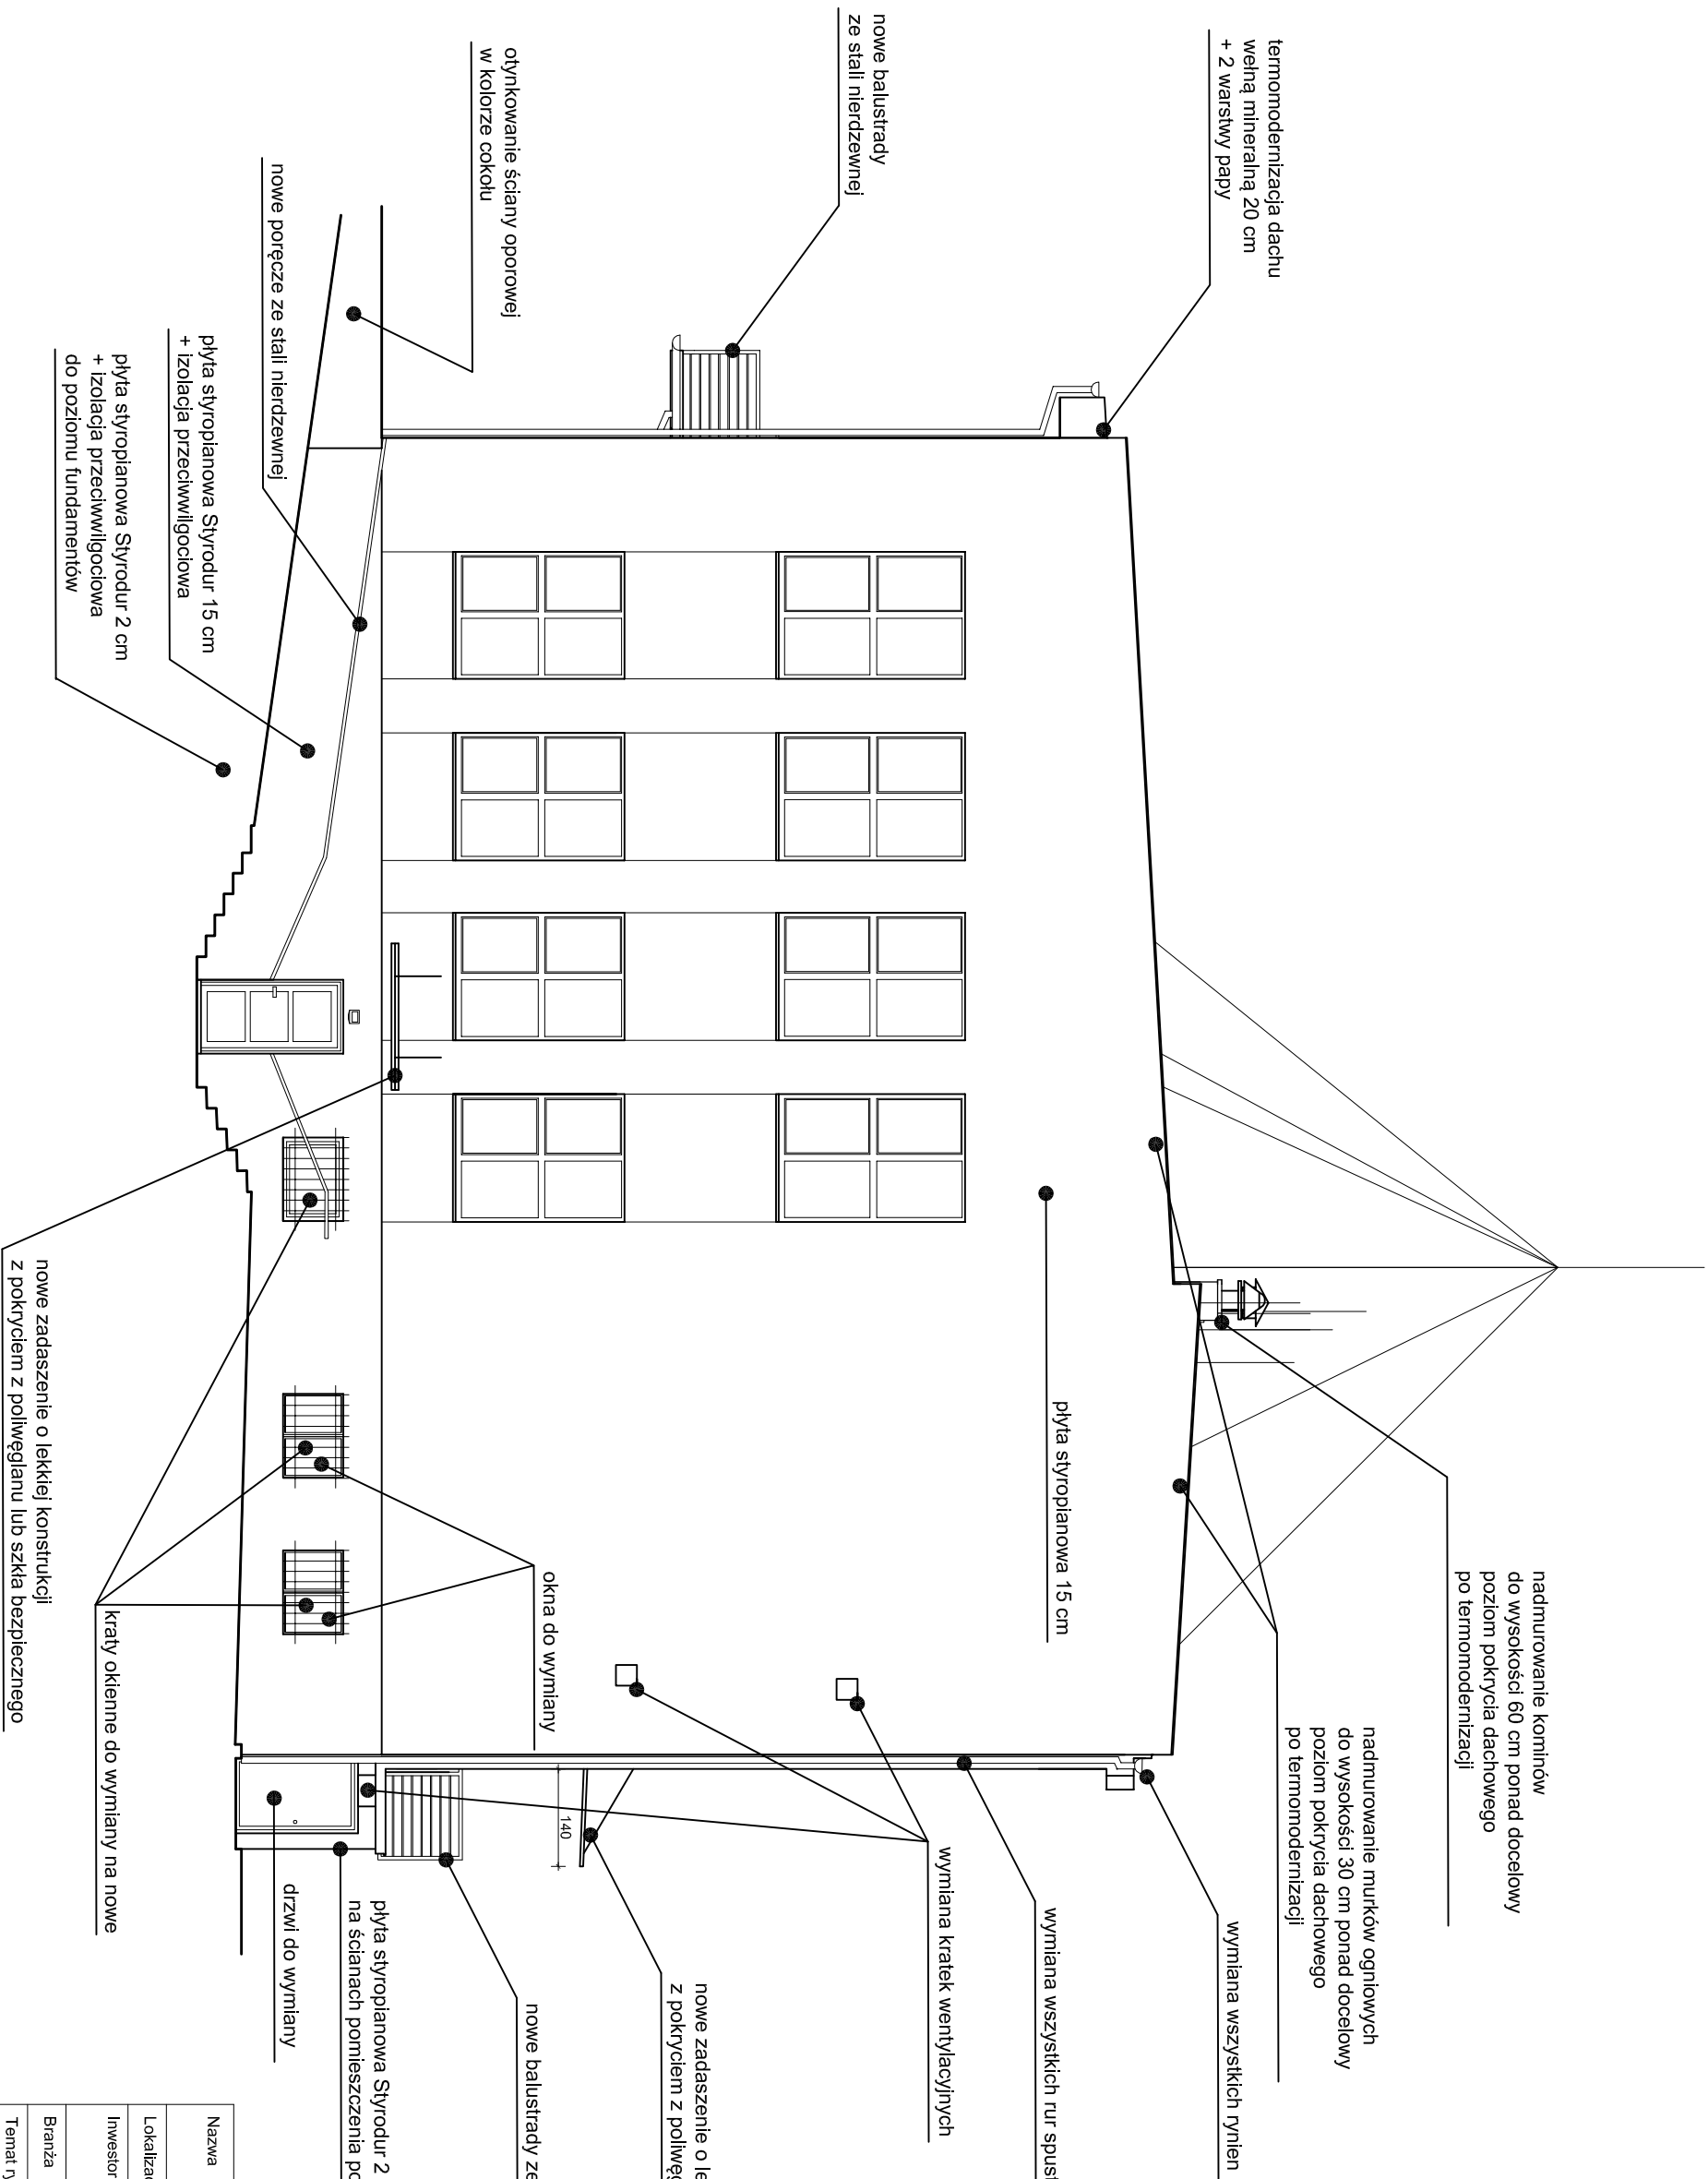 termomodernizacja dachu
wełną mineralną 20 cm
+ 2 warstwy papy
nowe balustrady
ze stali nierdzewnej
otynkowanie ściany oporowej
w kolorze cokołu
nowe poręcze ze stali nierdzewnej
płyta styropianowa Styrodur 15 cm
+ izolacja przeciwwilgociowa
płyta styropianowa Styrodur 2 cm
+ izolacja przeciwwilgociowa
do poziomu fundamentów
nadmurowanie kominów
do wysokości 60 cm ponad docelowy
poziom pokrycia dachowego
po termomodernizacji
nadmurowanie murków ogniowych
do wysokości 30 cm ponad docelowy
poziom pokrycia dachowego
po termomodernizacji
płyta styropianowa 15 cm
okna do wymiany
kraty okienne do wymiany na nowe
nowe zadaszenie o lekkiej konstrukcji
z pokryciem z poliwęglanu lub szkła bezpiecznego
140
wymiana wszystkich rynien
wymiana wszystkich rur spust
wymiana kratek wentylacyjnych
nowe zadaszenie o le
z pokryciem z poliwęg
nowe balustrady ze
płyta styropianowa Styrodur 2
na ścianach pomieszczenia po
drzwi do wymiany
Nazwa
Lokalizac
Inwestor
Branża
Temat ry